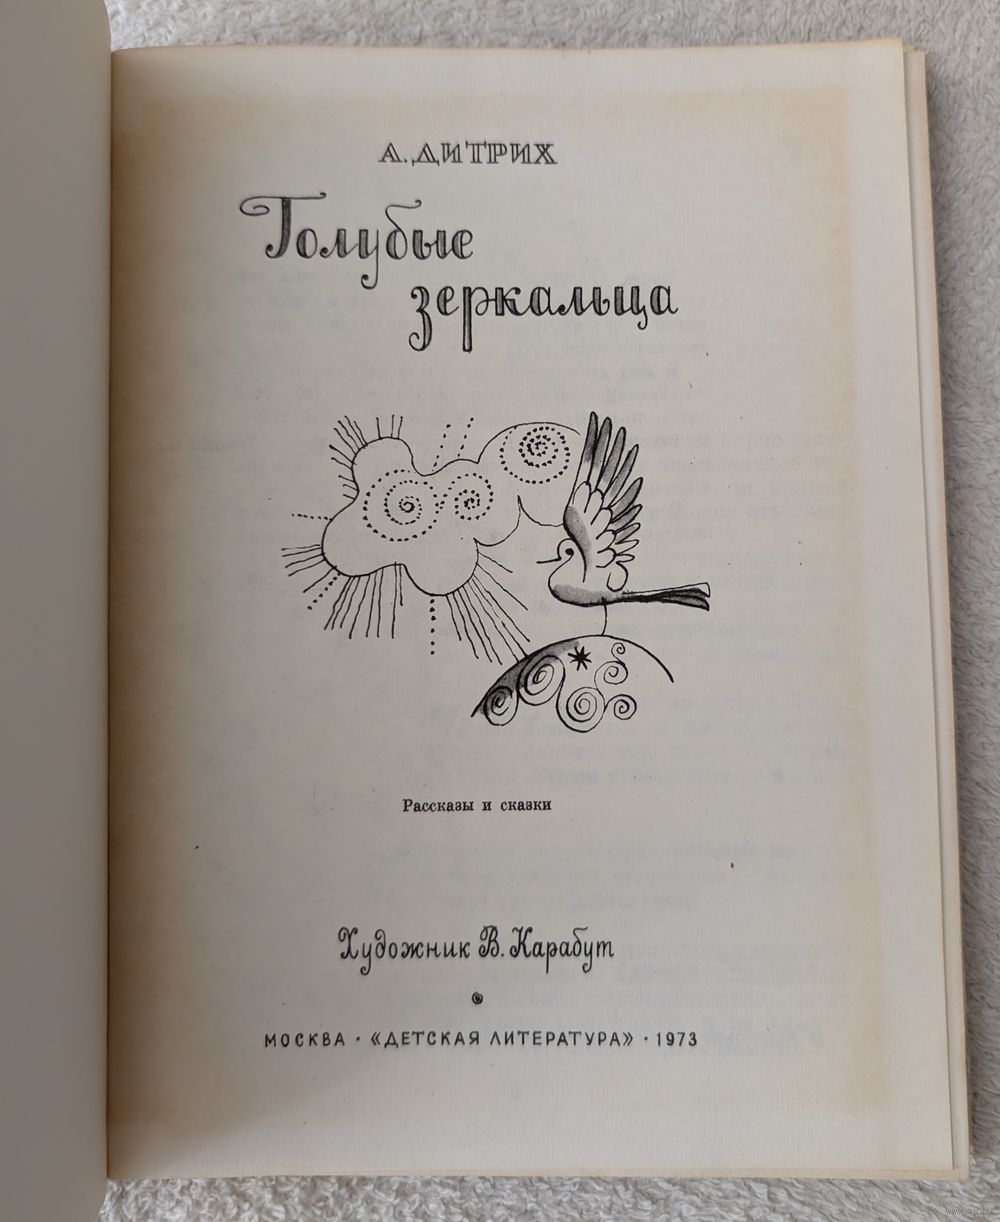 А. ДИТРИХ
Голубые
зеркальца
Рассказы и сказки
Художник В. Карабут
МОСКВА · «ДЕТСКАЯ ЛИТЕРАТУРА» · 1973